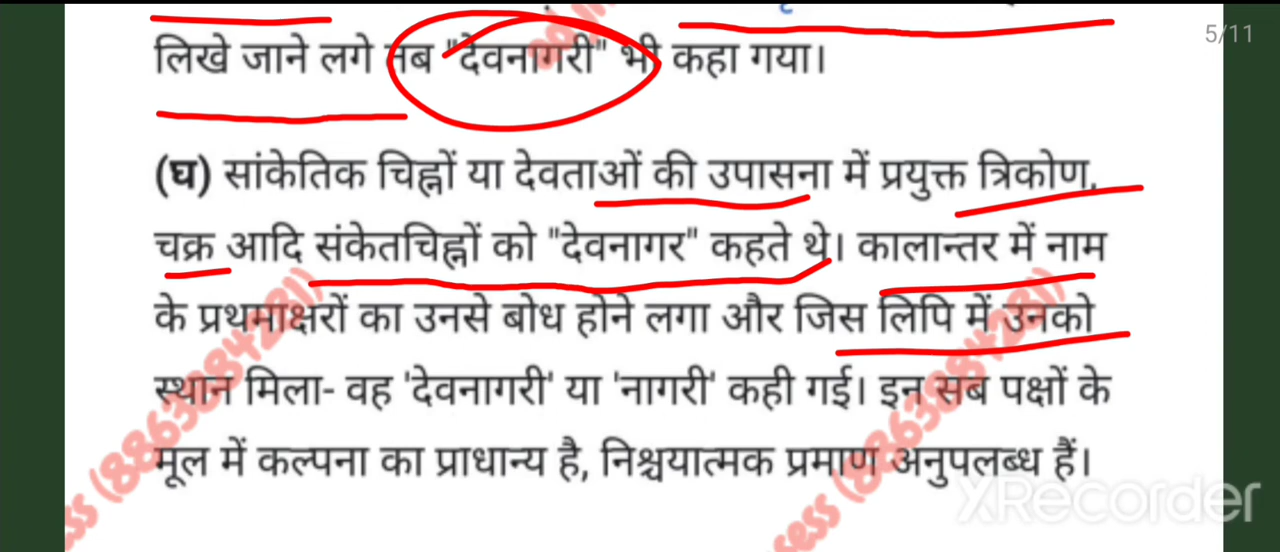 5/11
लिखे जाने लगे तब "देवनागरी" भी कहा गया।
(घ) सांकेतिक चिह्नों या देवताओं की उपासना में प्रयुक्त त्रिकोण,
चक्र आदि संकेतचिह्नों को "देवनागर" कहते थे। कालान्तर में नाम
के प्रथमाक्षरों का उनसे बोध होने लगा और जिस लिपि में उनको
स्थान मिला- वह 'देवनागरी' या 'नागरी' कही गई। इन सब पक्षों के
मूल में कल्पना का प्राधान्य है, निश्चयात्मक प्रमाण अनुपलब्ध हैं।
(8863884281)
(8863884281)
XRecorder